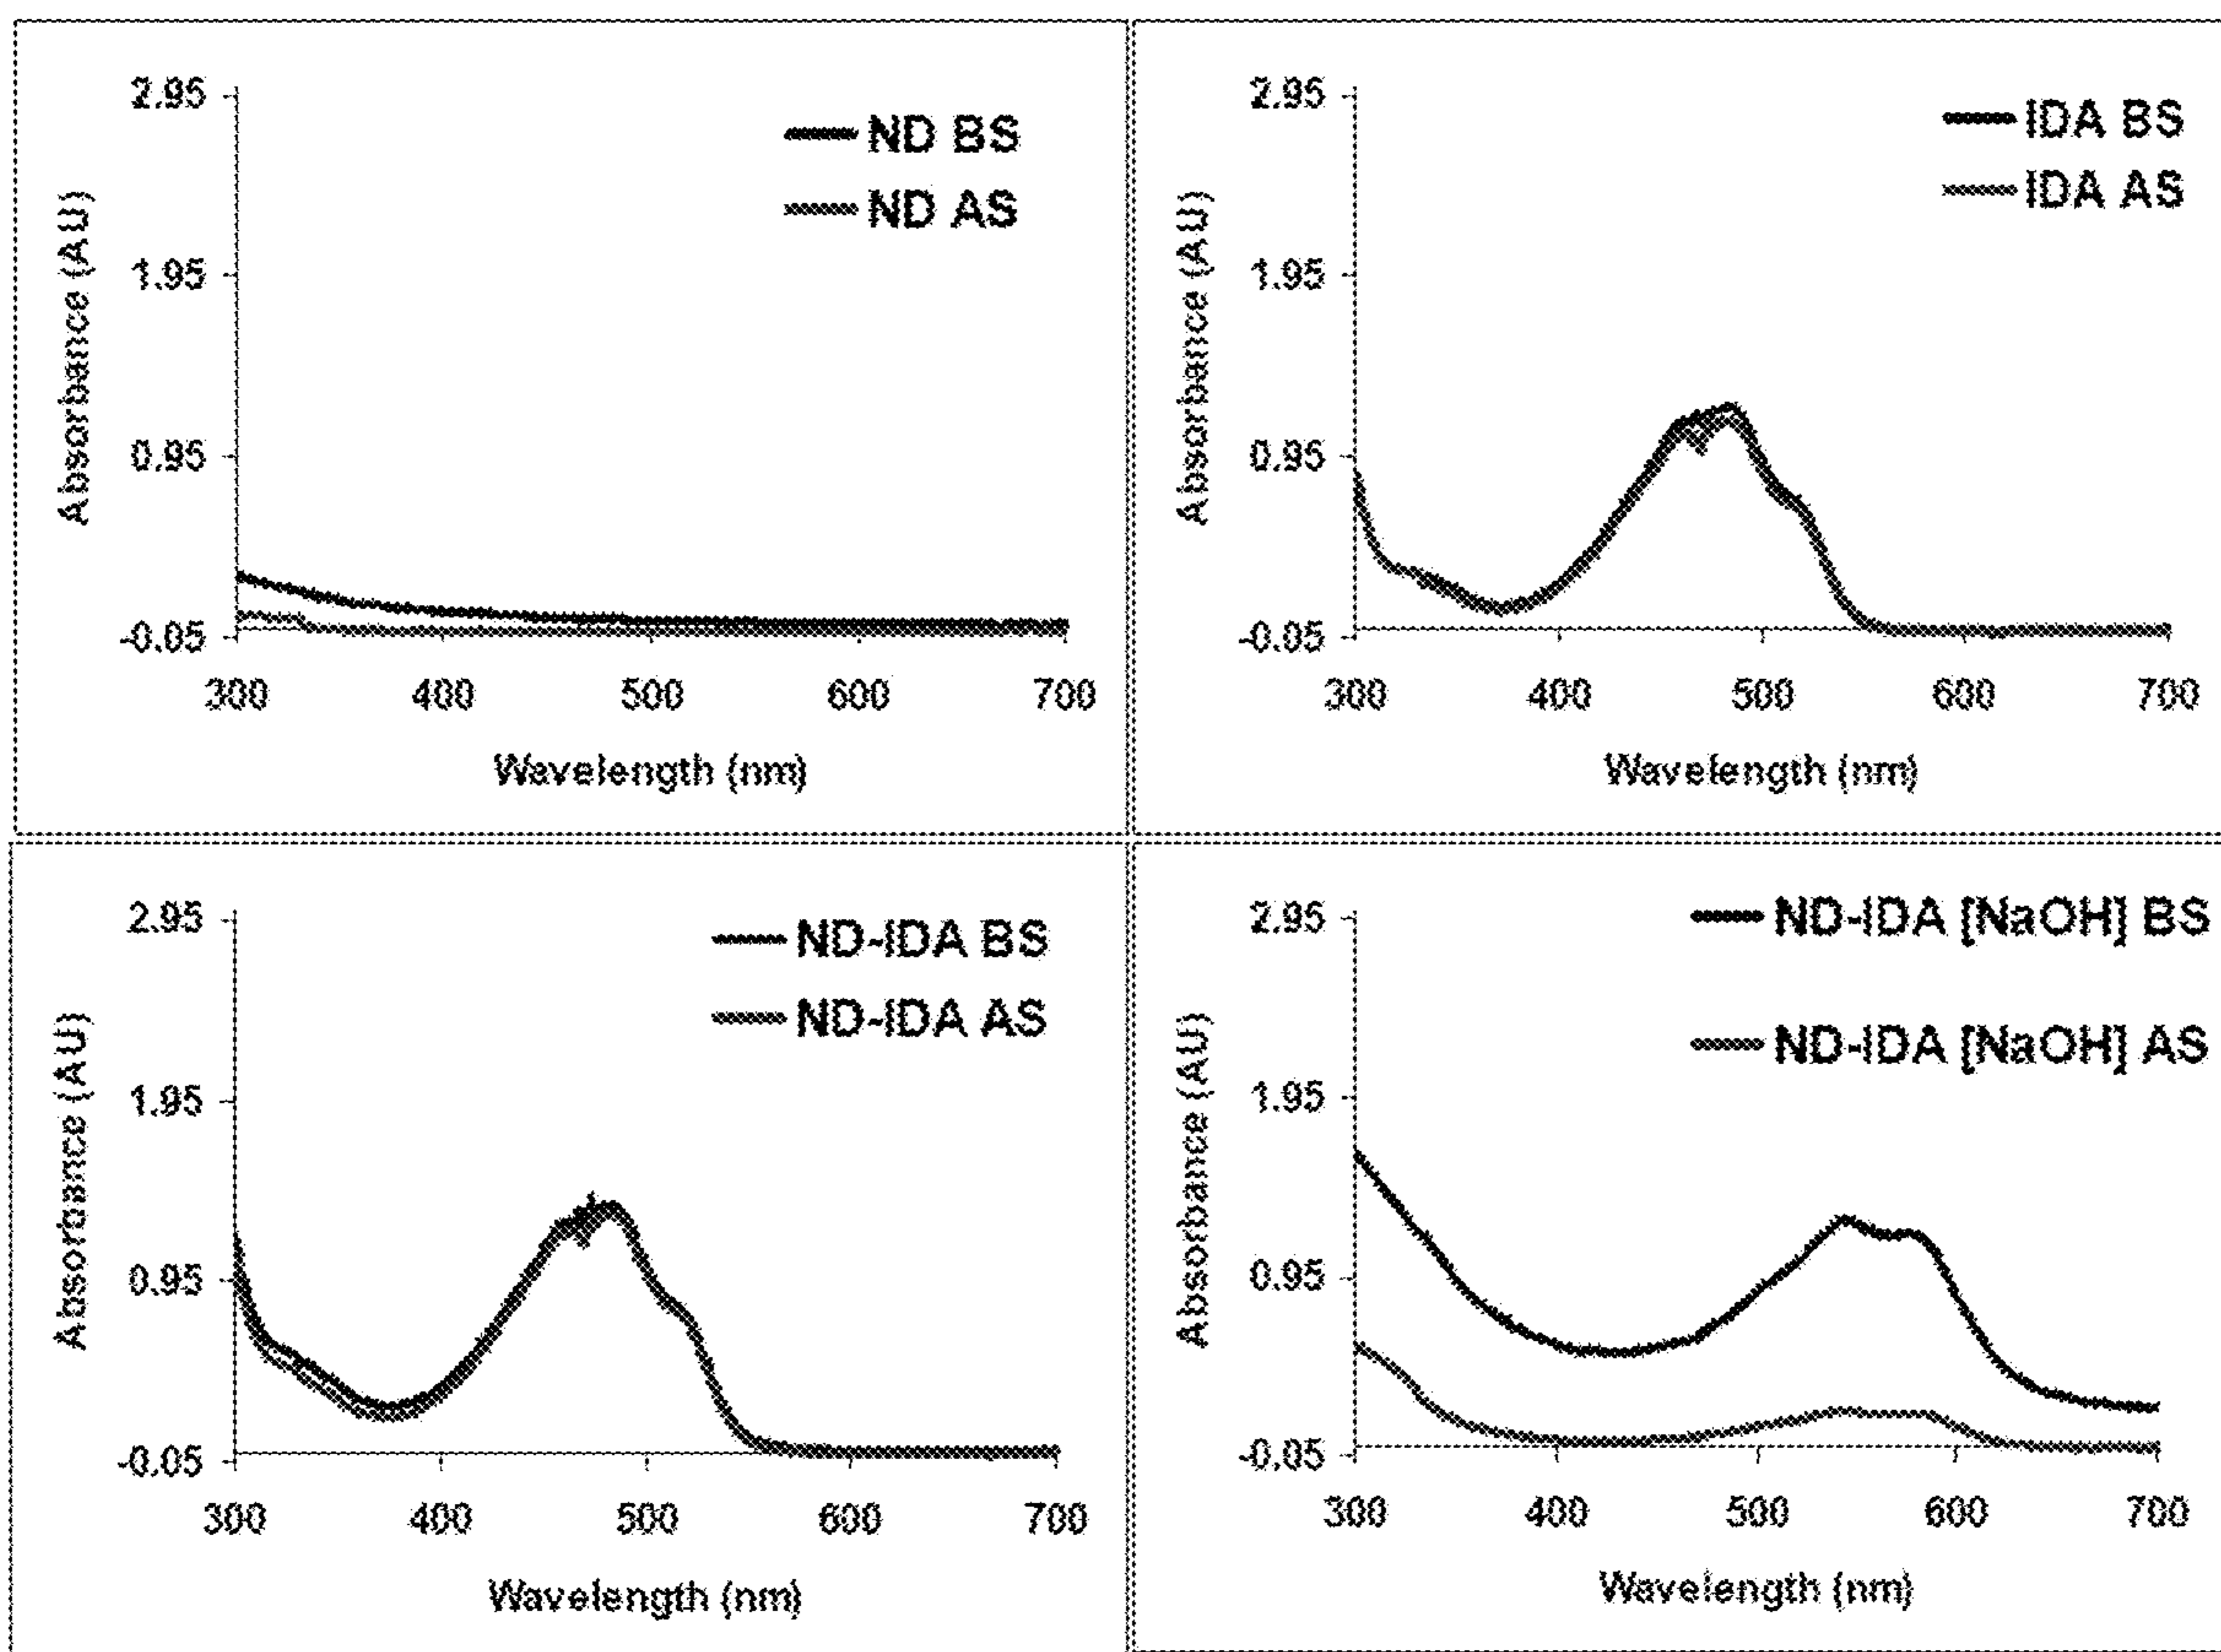 2.95
1.95
0.95
-0.05
Absorbance (AU)
ND BS
ND AS
300 400 500 600 700
Wavelength (nm)
2.95
1.95
0.95
-0.05
Absorbance (AU)
IDA BS
IDA AS
300 400 500 600 700
Wavelength (nm)
2.95
1.95
0.95
-0.05
Absorbance (AU)
ND-IDA BS
ND-IDA AS
300 400 500 600 700
Wavelength (nm)
2.95
1.95
0.95
-0.05
Absorbance (AU)
ND-IDA [NaOH] BS
ND-IDA [NaOH] AS
300 400 500 600 700
Wavelength (nm)